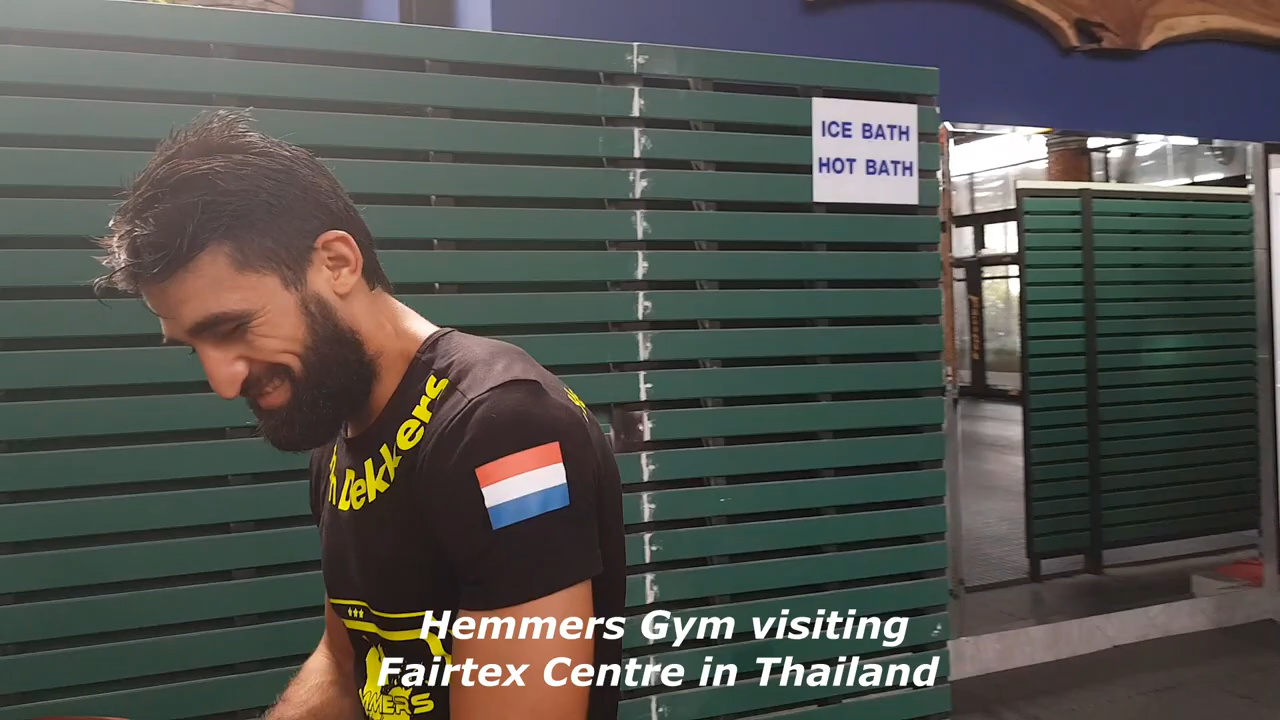 ICE BATH
HOT BATH
Dekkers
Hemmers Gym visiting
Fairtex Centre in Thailand